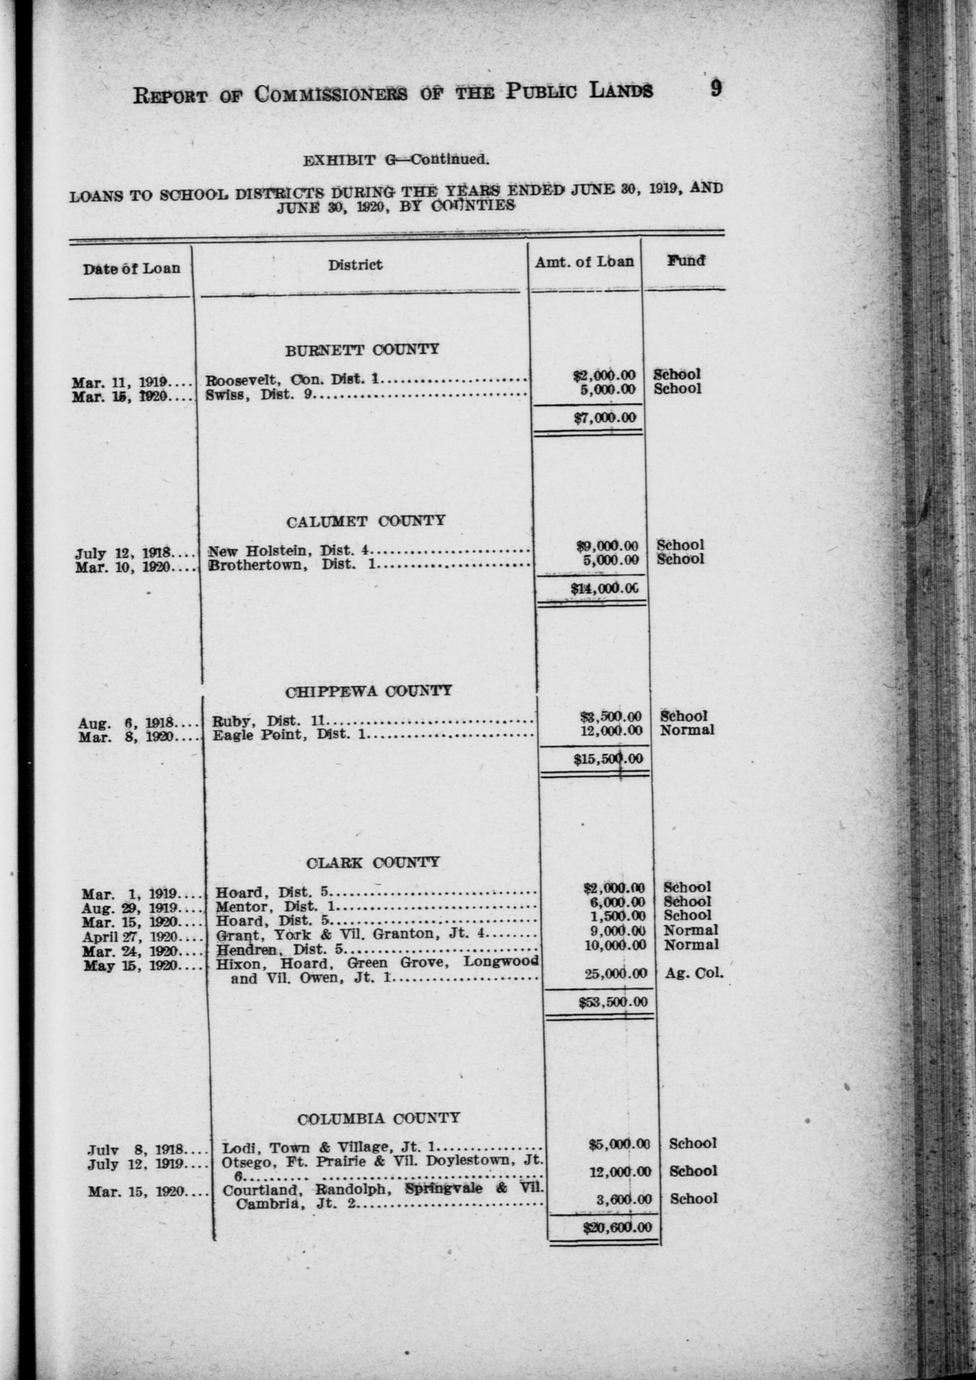 REPORT OF COMMISSIONERS OF THE PUBLIC LANDS 9
EXHIBIT G—Continued.
LOANS TO SCHOOL DISTRICTS DURING THE YEARS ENDED JUNE 30, 1919, AND
JUNE 30, 1920, BY COUNTIES
Date of Loan District Amt. of Loan Fund
BURNETT COUNTY
Mar. 11, 1919.... Roosevelt, Con. Dist. 1...................... $2,000.00 School
Mar. 15, 1920.... Swiss, Dist. 9.............................. 5,000.00 School
$7,000.00
CALUMET COUNTY
July 12, 1918.... New Holstein, Dist. 4....................... $9,000.00 School
Mar. 10, 1920.... Brothertown, Dist. 1...................... 5,000.00 School
$14,000.00
CHIPPEWA COUNTY
Aug. 6, 1918.... Ruby, Dist. 11............................. $3,500.00 School
Mar. 8, 1920.... Eagle Point, Dist. 1....................... 12,000.00 Normal
$15,500.00
CLARK COUNTY
Mar. 1, 1919.... Hoard, Dist. 5............................. $2,000.00 School
Aug. 29, 1919.... Mentor, Dist. 1............................ 6,000.00 School
Mar. 15, 1920.... Hoard, Dist. 5............................. 1,500.00 School
April 27, 1920.... Grant, York & Vil. Granton, Jt. 4........ 9,000.00 Normal
Mar. 24, 1920.... Hendren, Dist. 5........................... 10,000.00 Normal
May 15, 1920.... Hixon, Hoard, Green Grove, Longwood
and Vil. Owen, Jt. 1..................... 25,000.00 Ag. Col.
$53,500.00
COLUMBIA COUNTY
July 8, 1918.... Lodi, Town & Village, Jt. 1............... $5,000.00 School
July 12, 1919.... Otsego, Ft. Prairie & Vil. Doylestown, Jt.
6......................................... 12,000.00 School
Mar. 15, 1920.... Courtland, Randolph, Springvale & Vil.
Cambria, Jt. 2.......................... 3,600.00 School
$20,600.00